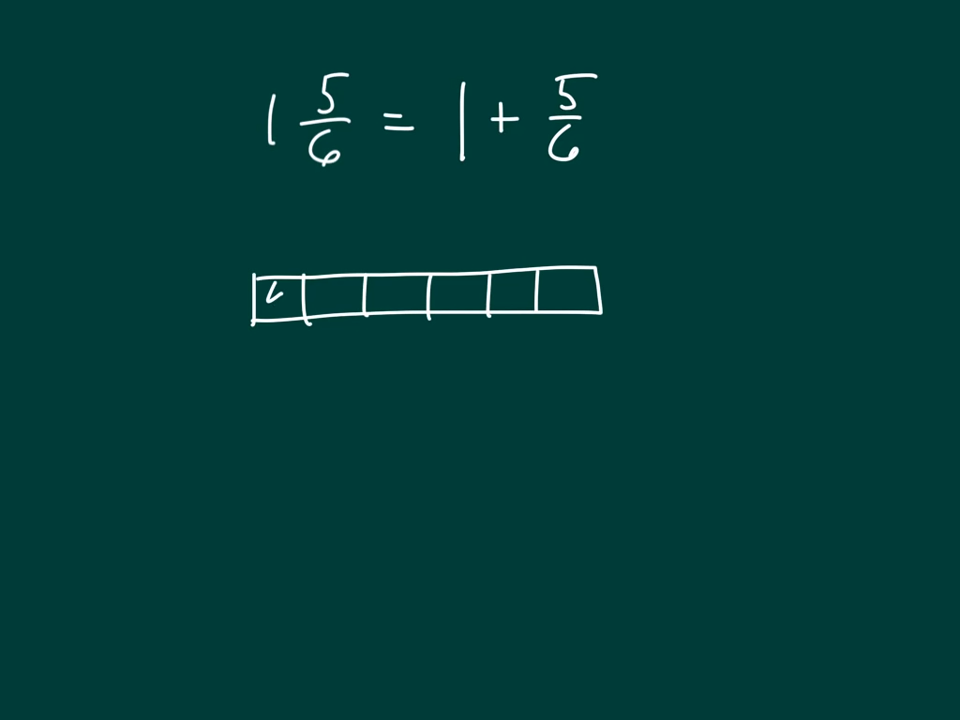 1 5/6 = 1 + 5/6